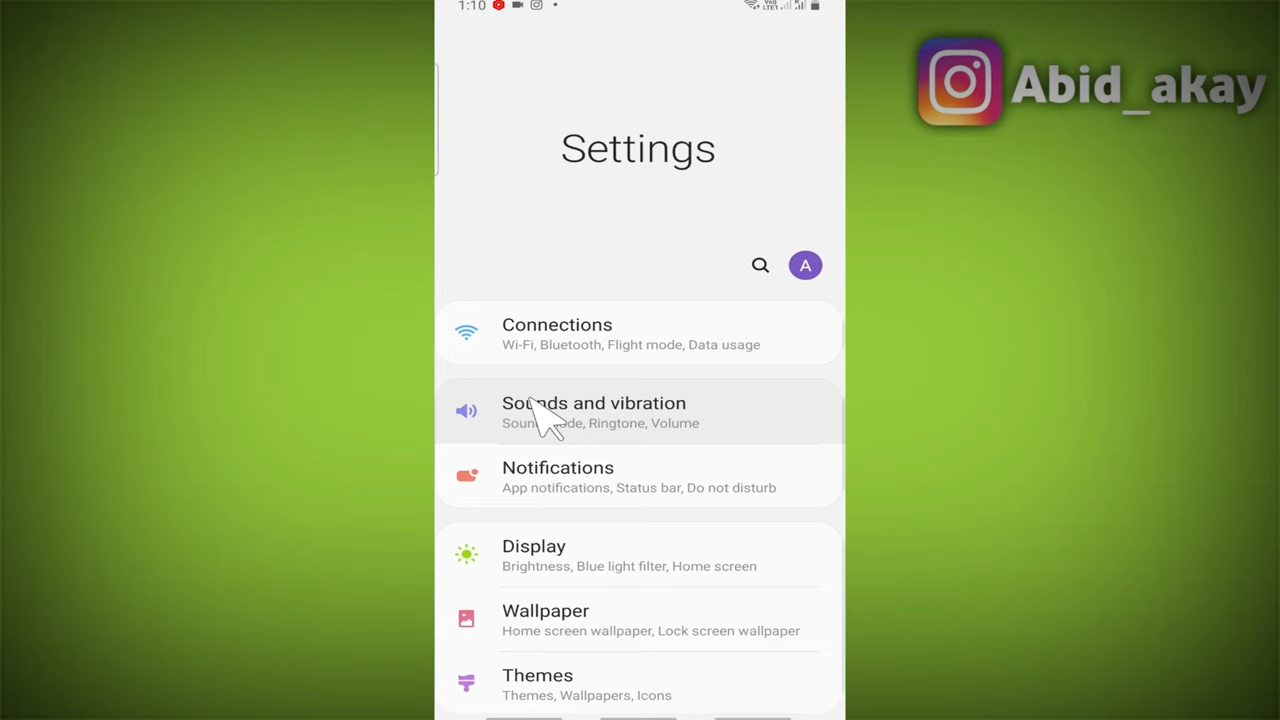 1:10
Abid_akay
Settings
A
Connections
Wi-Fi, Bluetooth, Flight mode, Data usage
Sounds and vibration
Ringtone, Volume
Notifications
App notifications, Status bar, Do not disturb
Display
Brightness, Blue light filter, Home screen
Wallpaper
Home screen wallpaper, Lock screen wallpaper
Themes
Themes, Wallpapers, Icons